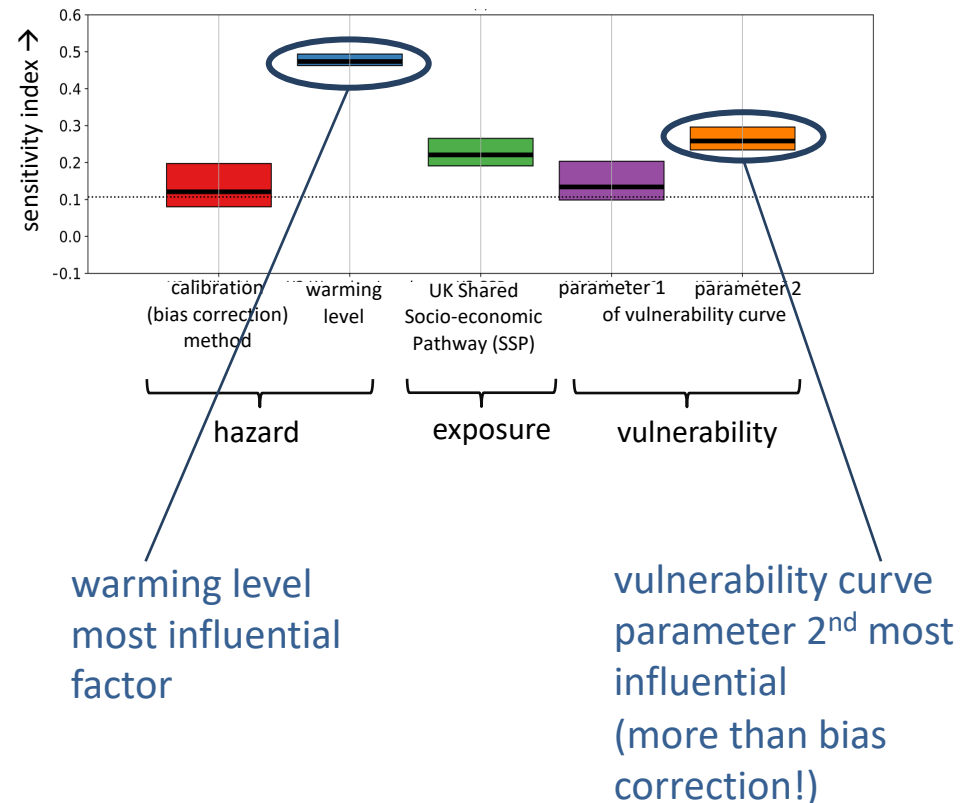 0.6
0.5
0.4
0.3
0.2
0.1
0.0
-0.1
sensitivity index →
calibration
(bias correction)
method
warming
level
UK Shared
Socio-economic
Pathway (SSP)
parameter 1
parameter 2
of vulnerability curve
hazard
exposure
vulnerability
warming level
most influential
factor
vulnerability curve
parameter 2nd most
influential
(more than bias
correction!)